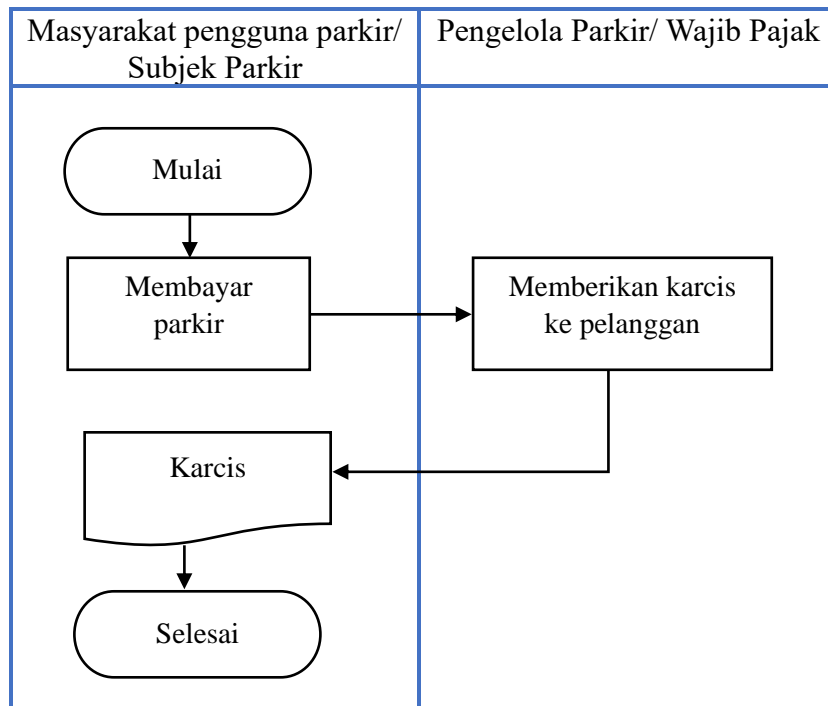 Masyarakat pengguna parkir/
Subjek Parkir
Pengelola Parkir/ Wajib Pajak
Mulai
Membayar
parkir
Memberikan karcis
ke pelanggan
Karcis
Selesai